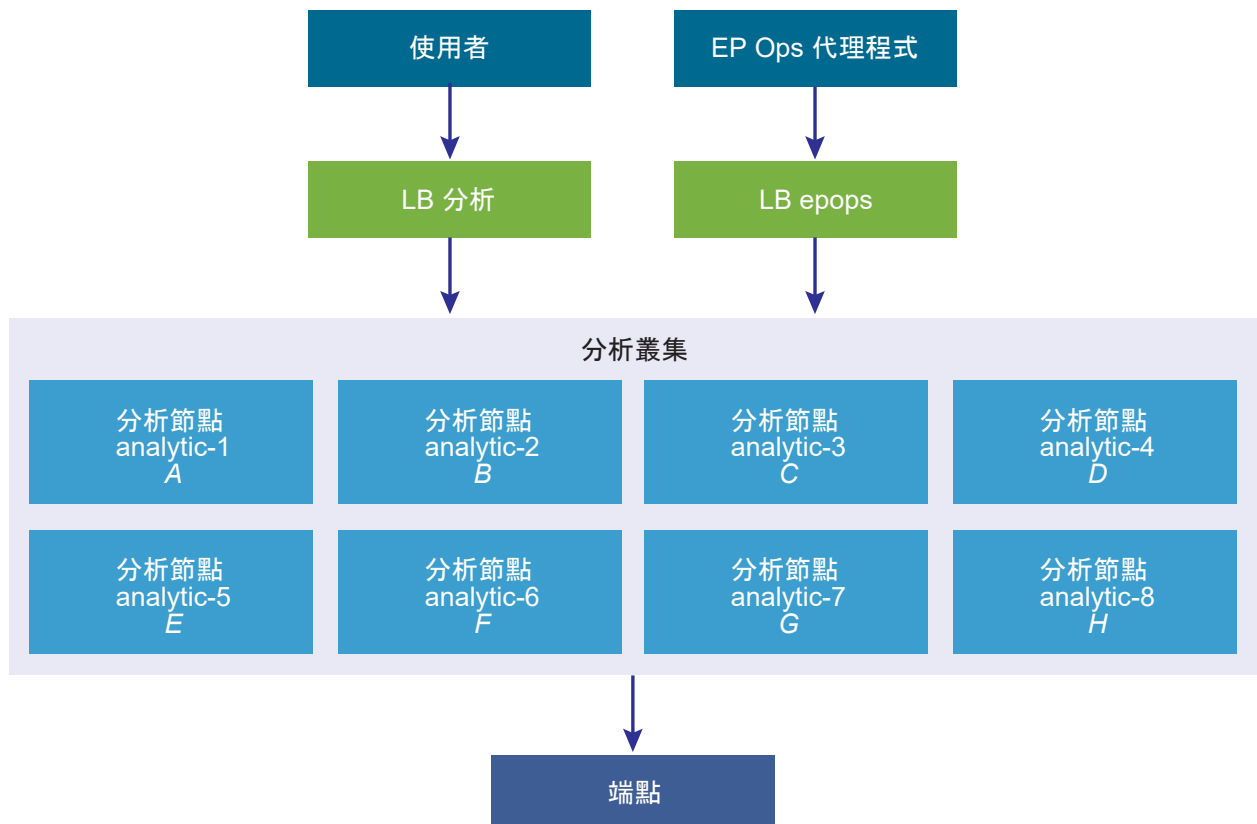 使用者
EP Ops 代理程式
LB 分析
LB epops
分析叢集
分析節點
analytic-1
A
分析節點
analytic-2
B
分析節點
analytic-3
C
分析節點
analytic-4
D
分析節點
analytic-5
E
分析節點
analytic-6
F
分析節點
analytic-7
G
分析節點
analytic-8
H
端點